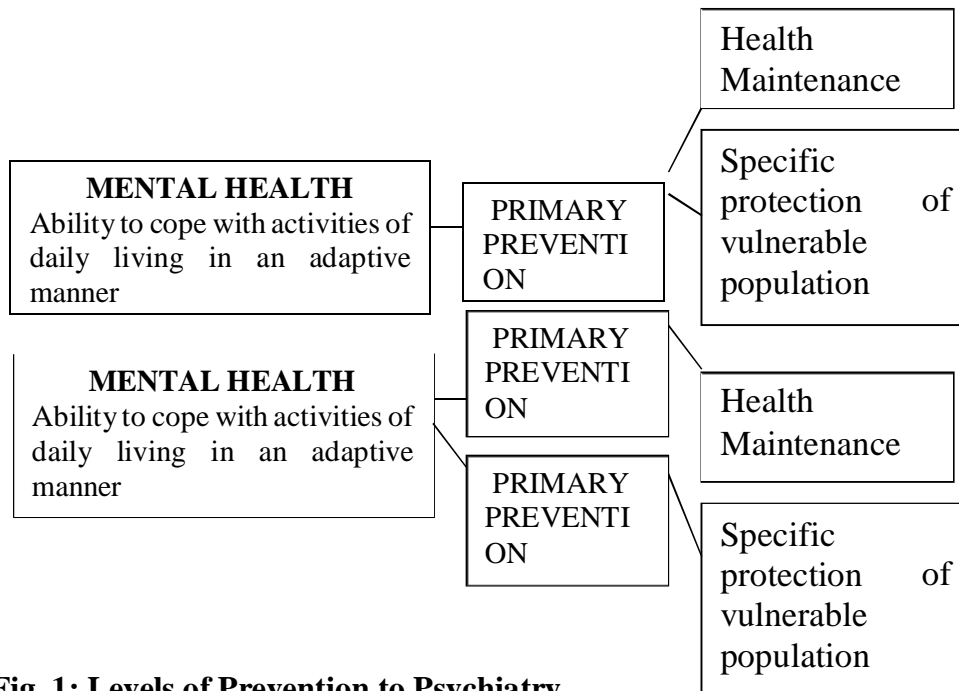 Health
Maintenance
MENTAL HEALTH
Ability to cope with activities of
daily living in an adaptive
manner
PRIMARY
PREVENTI
ON
Specific
protection of
vulnerable
population
MENTAL HEALTH
Ability to cope with activities of
daily living in an adaptive
manner
PRIMARY
PREVENTI
ON
Health
Maintenance
PRIMARY
PREVENTI
ON
Specific
protection of
vulnerable
population
Fig. 1: Levels of Prevention to Psychiatry